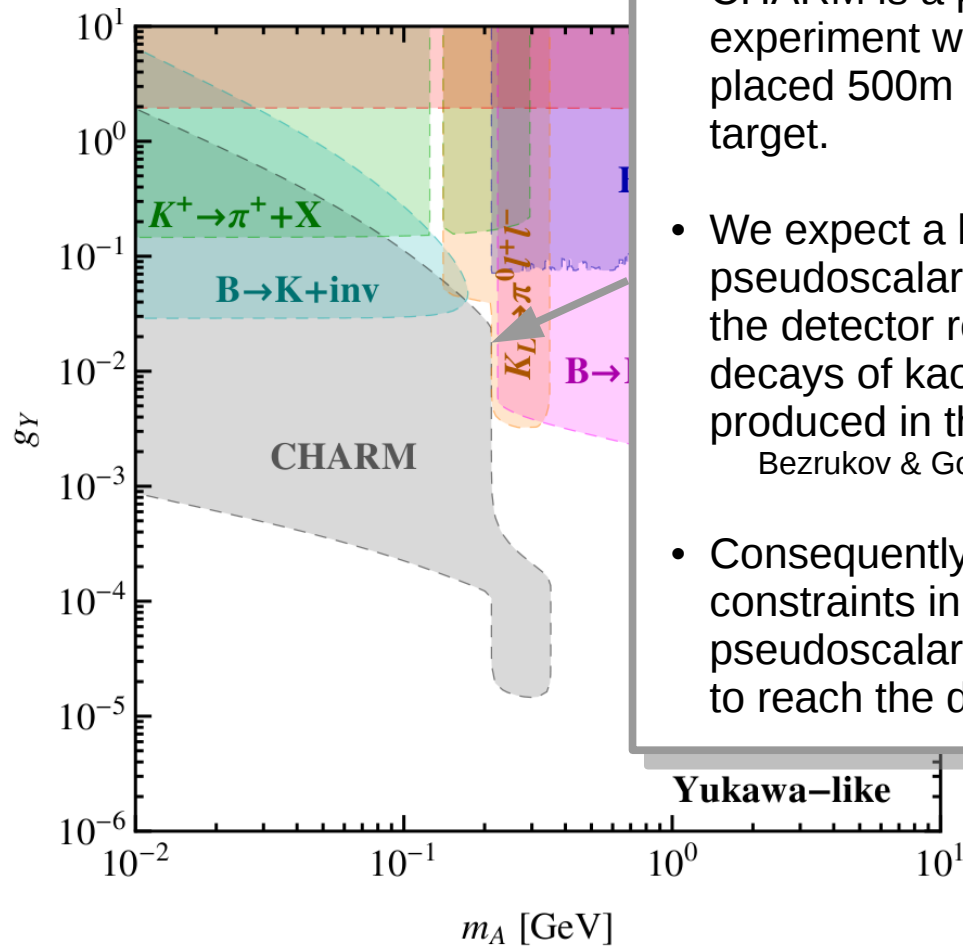 experiment w
placed 500m
target.
• We expect a
pseudoscalar
the detector
decays of
produced in
Bezrukov &
• Consequently
constraints in
pseudoscalar
to reach the
10¹
10⁰
10⁻¹
10⁻²
10⁻³
10⁻⁴
10⁻⁵
10⁻⁶
g_Y
K⁺→π⁺+X
B→K+inv
K_L→π⁰l⁺l⁻
B→
CHARM
Yukawa–like
10⁻²
10⁻¹
10⁰
10¹
m_A [GeV]